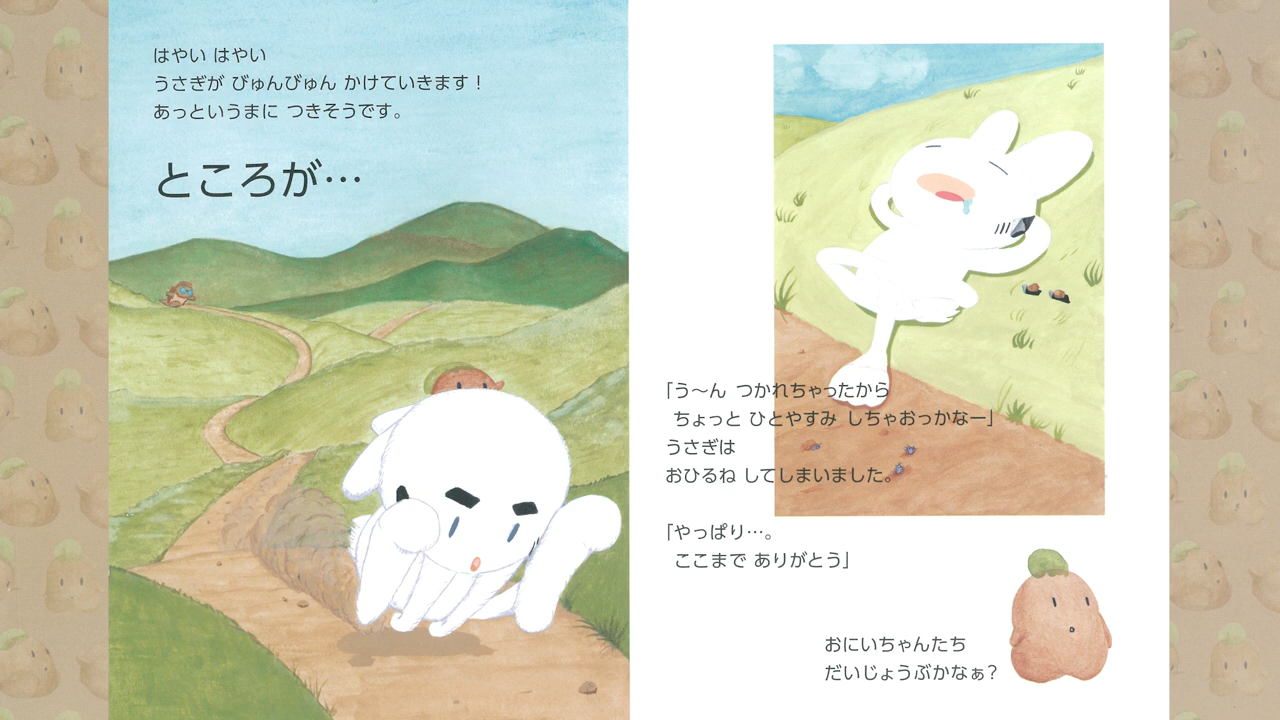 はやい はやい
うさぎが びゅんびゅん かけていきます！
あっというまに つきそうです。
ところが…
「う〜ん つかれちゃったから
ちょっと ひとやすみ しちゃおっかなー」
うさぎは
おひるね してしまいました。
「やっぱり…。
ここまで ありがとう」
おにいちゃんたち
だいじょうぶかなぁ？